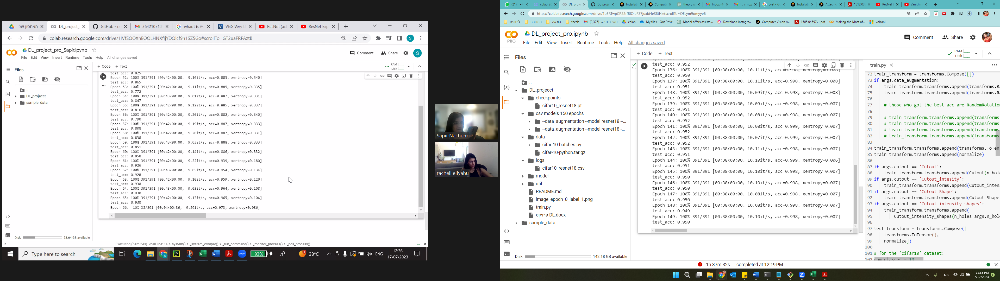 האחסון של
DL_project_
GitHub - ra
364210710
whaqt is VC
VGG Very D
ResNet (act
ResNet Exp
colab.research.google.com/drive/1IVfSQOXhEQOLHNXfIjYDQlcf9h1SZ5Go#scrollTo=GT2uaFRPAztB
DL_project_pro_Sapir.ipynb
Comment
Share
S
File Edit View Insert Runtime Tools Help All changes saved
Files
+ Code + Text
RAM
Disk
..
DL_projecct
sample_data
test_acc: 0.825
Epoch 52: 100% 391/391 [00:42<00:00, 9.10it/s, acc=0.885, xentropy=0.340]
test_acc: 0.865
Epoch 53: 100% 391/391 [00:42<00:00, 9.11it/s, acc=0.885, xentropy=0.335]
test_acc: 0.772
Epoch 54: 100% 391/391 [00:43<00:00, 9.01it/s, acc=0.887, xentropy=0.331]
test_acc: 0.847
Epoch 55: 100% 391/391 [00:42<00:00, 9.12it/s, acc=0.885, xentropy=0.337]
test_acc: 0.816
Epoch 56: 100% 391/391 [00:42<00:00, 9.20it/s, acc=0.882, xentropy=0.340]
test_acc: 0.790
Epoch 57: 100% 391/391 [00:42<00:00, 9.19it/s, acc=0.887, xentropy=0.333]
test_acc: 0.808
Epoch 58: 100% 391/391 [00:42<00:00, 9.20it/s, acc=0.887, xentropy=0.331]
test_acc: 0.838
Epoch 59: 100% 391/391 [00:43<00:00, 9.03it/s, acc=0.888, xentropy=0.333]
test_acc: 0.851
Epoch 60: 100% 391/391 [00:42<00:00, 9.14it/s, acc=0.886, xentropy=0.332]
test_acc: 0.858
Epoch 61: 100% 391/391 [00:42<00:00, 9.22it/s, acc=0.939, xentropy=0.180]
test_acc: 0.926
Epoch 62: 100% 391/391 [00:43<00:00, 9.05it/s, acc=0.954, xentropy=0.134]
test_acc: 0.928
Epoch 63: 100% 391/391 [00:42<00:00, 9.10it/s, acc=0.959, xentropy=0.120]
test_acc: 0.930
Epoch 64: 100% 391/391 [00:43<00:00, 9.03it/s, acc=0.964, xentropy=0.108]
test_acc: 0.930
Epoch 65: 100% 391/391 [00:42<00:00, 9.13it/s, acc=0.965, xentropy=0.104]
test_acc: 0.930
Epoch 66: 10% 38/391 [00:04<00:36, 9.59it/s, acc=0.973, xentropy=0.086]
Disk 53.64 GB available
Executing (51m 54s) <cell line: 1> > system() > _system_compat() > _run_command() > _monitor_process() > _poll_process()
Type here to search
93%
33°C
ENG
12:36
17/07/2023
Sapir Nachum
racheli eliyahu
(21)
colab_20
DL_proje
DL_proje
Installat
Comput
theory g
Inbox (4
עבודה ב
cvat - G
Installat
Attach c
1512.03
ResNet
Vanishin
https://colab.research.google.com/drive/1u6RTwpCR22rfBIQIePS7juxbi4eS8tHx#scrollTo=QEsym9omyye6
לימודים
מתכונים
הוראה
thesis
דואר נכנס - (2,376)...
colab
My files - OneDrive
Model offers assista...
Download Instagra...
Computer Vision A...
1505.04597v1.pdf
Making the Most of...
volcani
PRO
DL_project_pro.ipynb
File Edit View Insert Runtime Tools Help All changes saved
Comment
Share
Files
+ Code + Text
RAM
Disk
..
DL_projecct
checkpoints
cifar10_resnet18.pt
csv models 150 epochs
--data_augmentation --model resnet18 --...
--data_augmentation --model resnet18 -...
data
cifar-10-batches-py
cifar-10-python.tar.gz
logs
cifar10_resnet18.csv
model
util
README.md
image_epoch_0_label_1.png
train.py
פרויקט DL.docx
sample_data
Disk 142.18 GB available
1m
test_acc: 0.952
Epoch 136: 100% 391/391 [00:38<00:00, 10.11it/s, acc=0.998, xentropy=0.008]
test_acc: 0.950
Epoch 137: 100% 391/391 [00:38<00:00, 10.11it/s, acc=0.998, xentropy=0.008]
test_acc: 0.951
Epoch 138: 100% 391/391 [00:38<00:00, 10.09it/s, acc=0.998, xentropy=0.008]
test_acc: 0.952
Epoch 139: 100% 391/391 [00:38<00:00, 10.09it/s, acc=0.998, xentropy=0.007]
test_acc: 0.951
Epoch 140: 100% 391/391 [00:38<00:00, 10.08it/s, acc=0.998, xentropy=0.007]
test_acc: 0.952
Epoch 141: 100% 391/391 [00:38<00:00, 10.08it/s, acc=0.999, xentropy=0.007]
test_acc: 0.952
Epoch 142: 100% 391/391 [00:38<00:00, 10.07it/s, acc=0.999, xentropy=0.007]
test_acc: 0.952
Epoch 143: 100% 391/391 [00:38<00:00, 10.11it/s, acc=0.998, xentropy=0.007]
test_acc: 0.951
Epoch 144: 100% 391/391 [00:38<00:00, 10.10it/s, acc=0.999, xentropy=0.006]
test_acc: 0.951
Epoch 145: 100% 391/391 [00:38<00:00, 10.10it/s, acc=0.998, xentropy=0.007]
test_acc: 0.950
Epoch 146: 100% 391/391 [00:38<00:00, 10.10it/s, acc=0.998, xentropy=0.007]
test_acc: 0.950
Epoch 147: 100% 391/391 [00:38<00:00, 10.08it/s, acc=0.998, xentropy=0.007]
test_acc: 0.950
Epoch 148: 100% 391/391 [00:38<00:00, 10.08it/s, acc=0.998, xentropy=0.007]
test_acc: 0.949
Epoch 149: 100% 391/391 [00:38<00:00, 10.10it/s, acc=0.998, xentropy=0.007]
test_acc: 0.950
train.py
72 train_transform = transforms.Compose([])
73 if args.data_augmentation:
74 train_transform.transforms.append(transforms.Ra
75 train_transform.transforms.append(transforms.Ra
76
77 # those who got the best acc are RandomRotatio
78
79 # train_transform.transforms.append(transforms
80 # train_transform.transforms.append(transforms
81 # train_transform.transforms.append(transforms
82 # train_transform.transforms.append(transforms
83
84 train_transform.transforms.append(transforms.ToTen
85 train_transform.transforms.append(normalize)
86
87 if args.cutout == 'Cutout':
88 train_transform.transforms.append(Cutout(n_hol
89 if args.cutout == 'Cutout_intesity':
90 train_transform.transforms.append(Cutout_inten
91 if args.cutout == 'Cutout_Shape':
92 train_transform.transforms.append(Cutout_Shape
93 if args.cutout == 'Cutout_intensity_shapes':
94 train_transform.transforms.append(
95 Cutout_intensity_shapes(n_holes=args.n_hol
96
97 test_transform = transforms.Compose([
98 transforms.ToTensor(),
99 normalize])
100
101 # for the 'cifar10' dataset:
102 num_classes = 10
1h 37m 32s completed at 12:19 PM
ENG
12:35 PM
7/17/2023